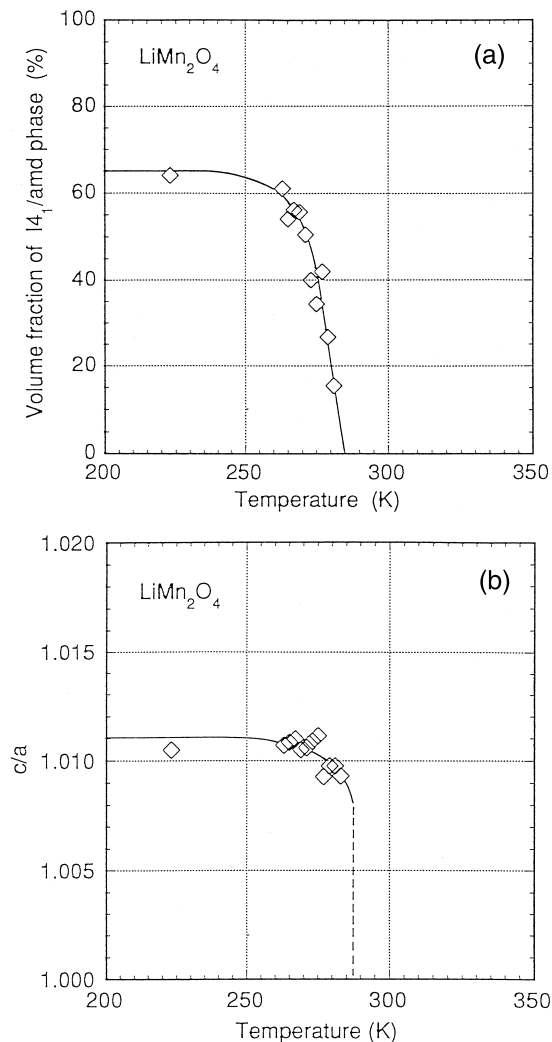 LiMn₂O₄
(a)
Volume fraction of I4₁/amd phase (%)
100
80
60
40
20
0
200 250 300 350
Temperature (K)
LiMn₂O₄
(b)
c/a
1.020
1.015
1.010
1.005
1.000
200 250 300 350
Temperature (K)